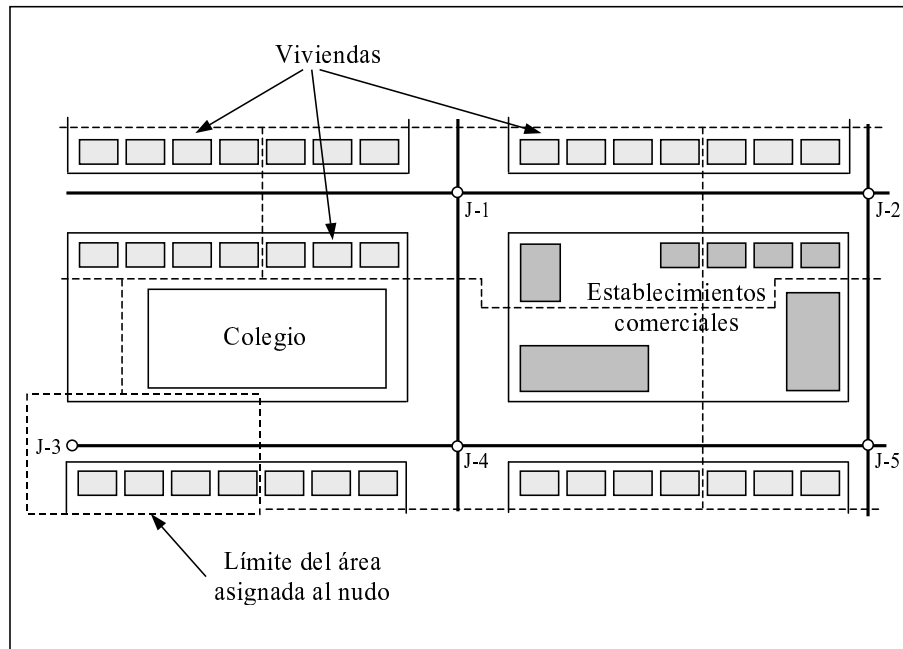 Viviendas
J-1
J-2
Establecimientos
comerciales
Colegio
J-3
J-4
J-5
Límite del área
asignada al nudo